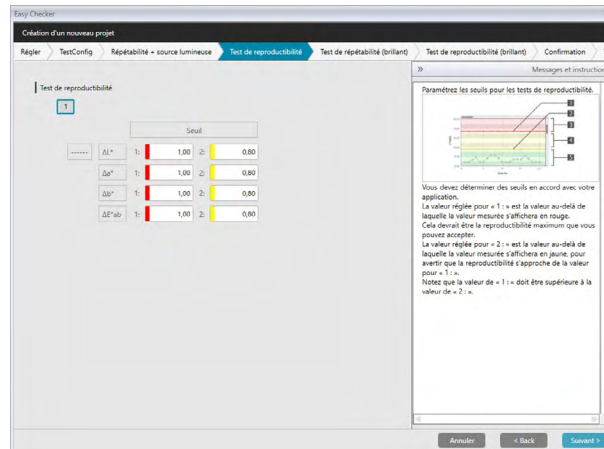 Easy Checker
Création d'un nouveau projet
Régler
TestConfig
Répétabilité + source lumineuse
Test de reproductibilité
Test de répétabilité (brillant)
Test de reproductibilité (brillant)
Confirmation
Messages et instruction
Test de reproductibilité
1
Seuil
------ ΔL* 1: 1,00 2: 0,80
Δa* 1: 1,00 2: 0,80
Δb* 1: 1,00 2: 0,80
ΔE*ab 1: 1,00 2: 0,80
Paramétrez les seuils pour les tests de reproductibilité.
1
3
4
2
5
Vous devez déterminer des seuils en accord avec votre
application.
La valeur réglée pour « 1 : » est la valeur au-delà de
laquelle la valeur mesurée s'affichera en rouge.
Cela devrait être la reproductibilité maximum que vous
pouvez accepter.
La valeur réglée pour « 2 : » est la valeur au-delà de
laquelle la valeur mesurée s'affichera en jaune, pour
avertir que la reproductibilité s'approche de la valeur
pour « 1 : ».
Notez que la valeur de « 1 : » doit être supérieure à la
valeur de « 2 : ».
Annuler
< Back
Suivant >